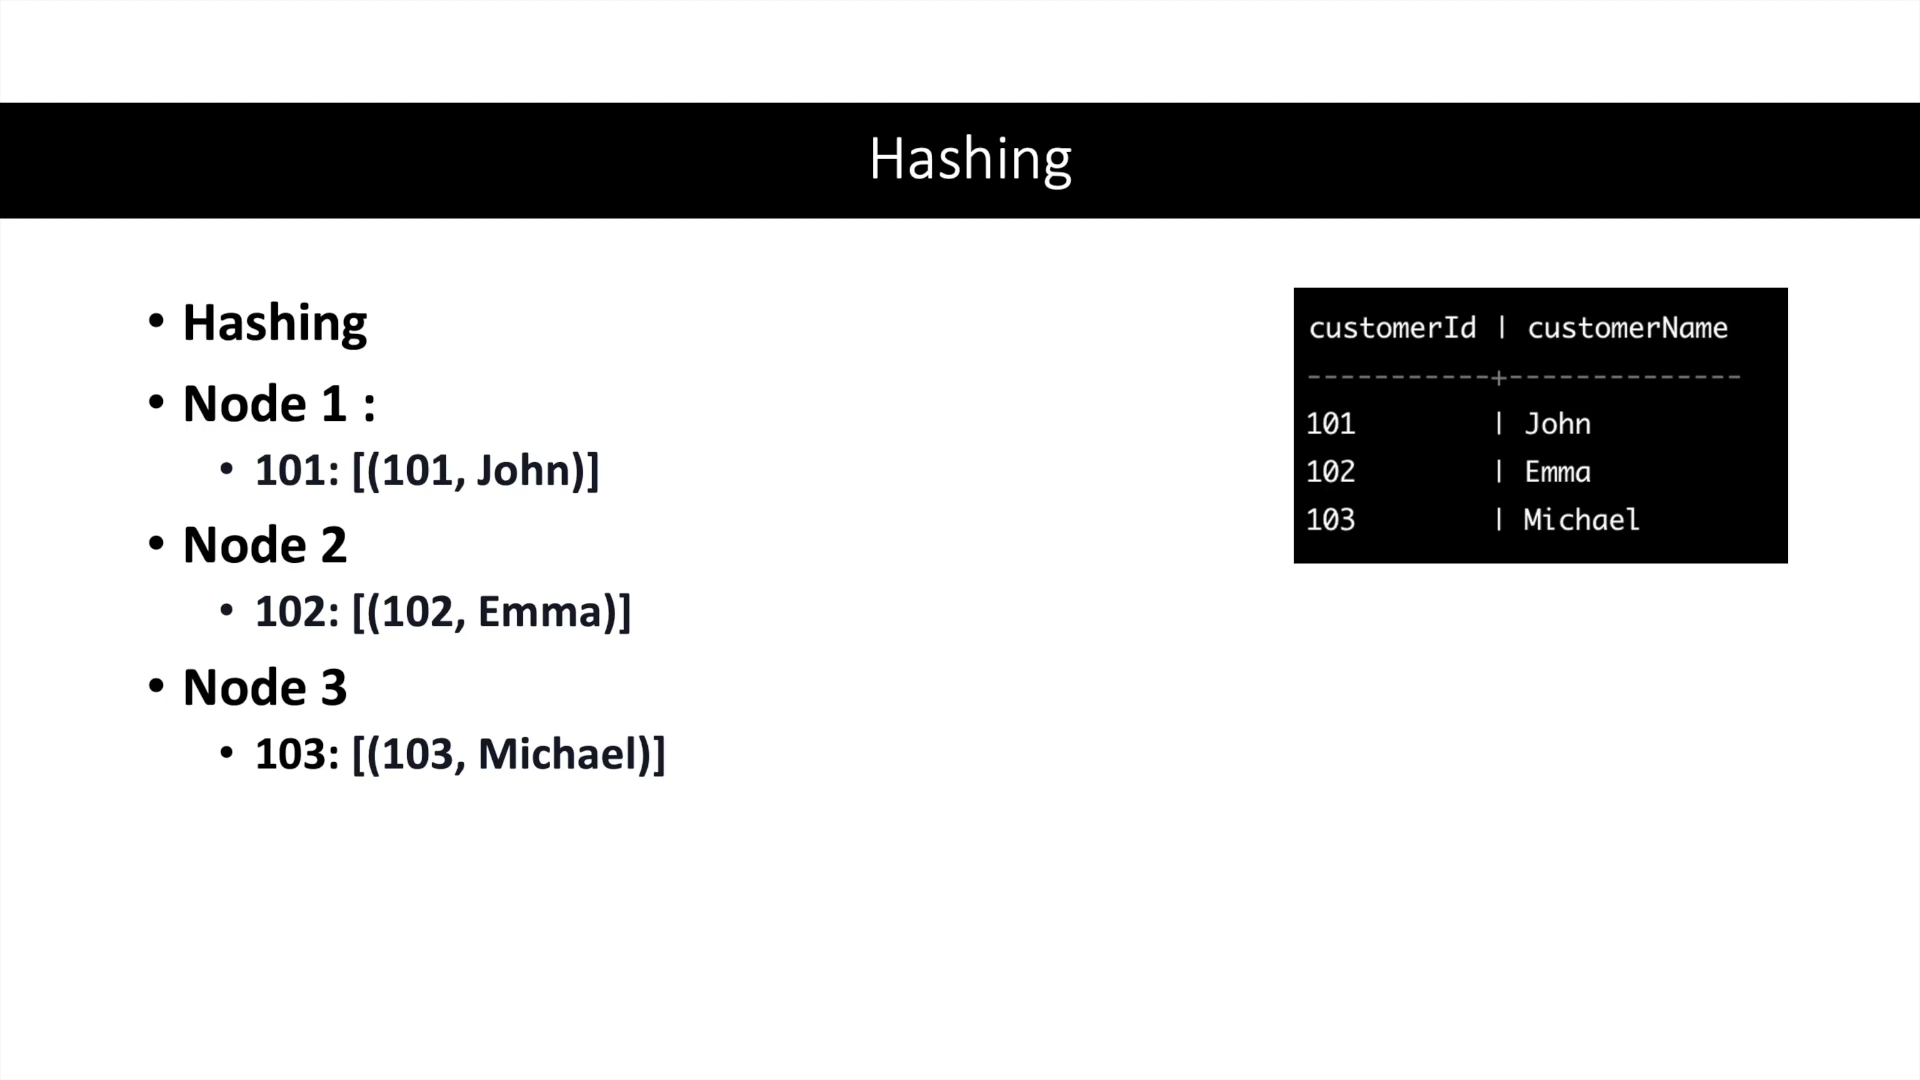 Hashing
• Hashing
• Node 1 :
• 101: [(101, John)]
• Node 2
• 102: [(102, Emma)]
• Node 3
• 103: [(103, Michael)]
customerId | customerName
-----------+--------------
101 | John
102 | Emma
103 | Michael